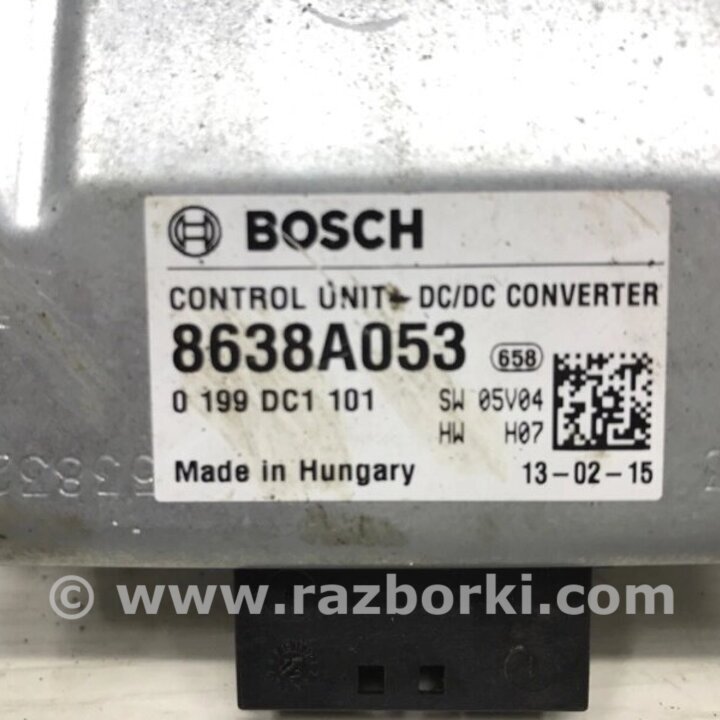 BOSCH
CONTROL UNIT - DC/DC CONVERTER
8638A053 658
0 199 DC1 101 SW 05V04
HW H07
Made in Hungary 13-02-15
© www.razborki.com